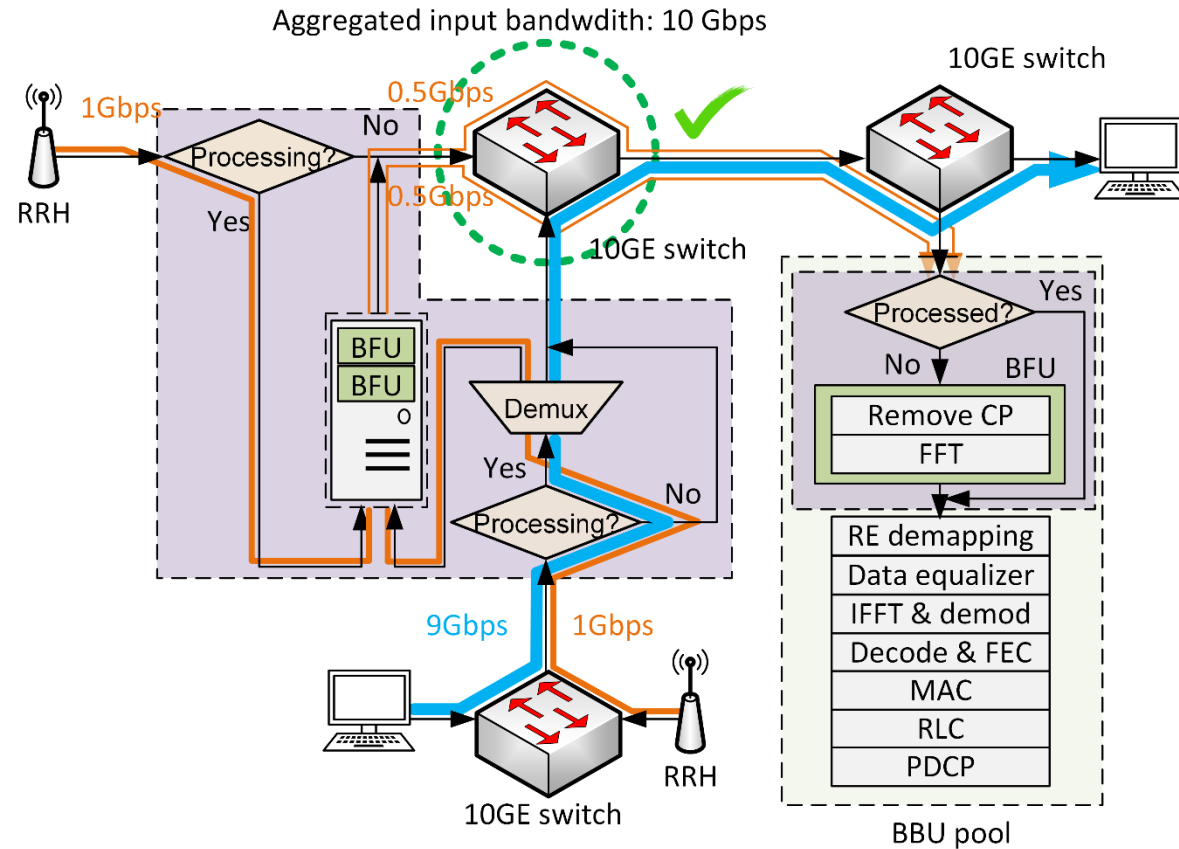 Aggregated input bandwdith: 10 Gbps
10GE switch
1Gbps
0.5Gbps
No
Processing?
RRH
Yes
0.5Gbps
10GE switch
Processed?
Yes
No
BFU
BFU
BFU
Remove CP
FFT
Demux
Yes
No
Processing?
RE demapping
Data equalizer
IFFT & demod
Decode & FEC
MAC
RLC
PDCP
9Gbps
1Gbps
RRH
10GE switch
BBU pool